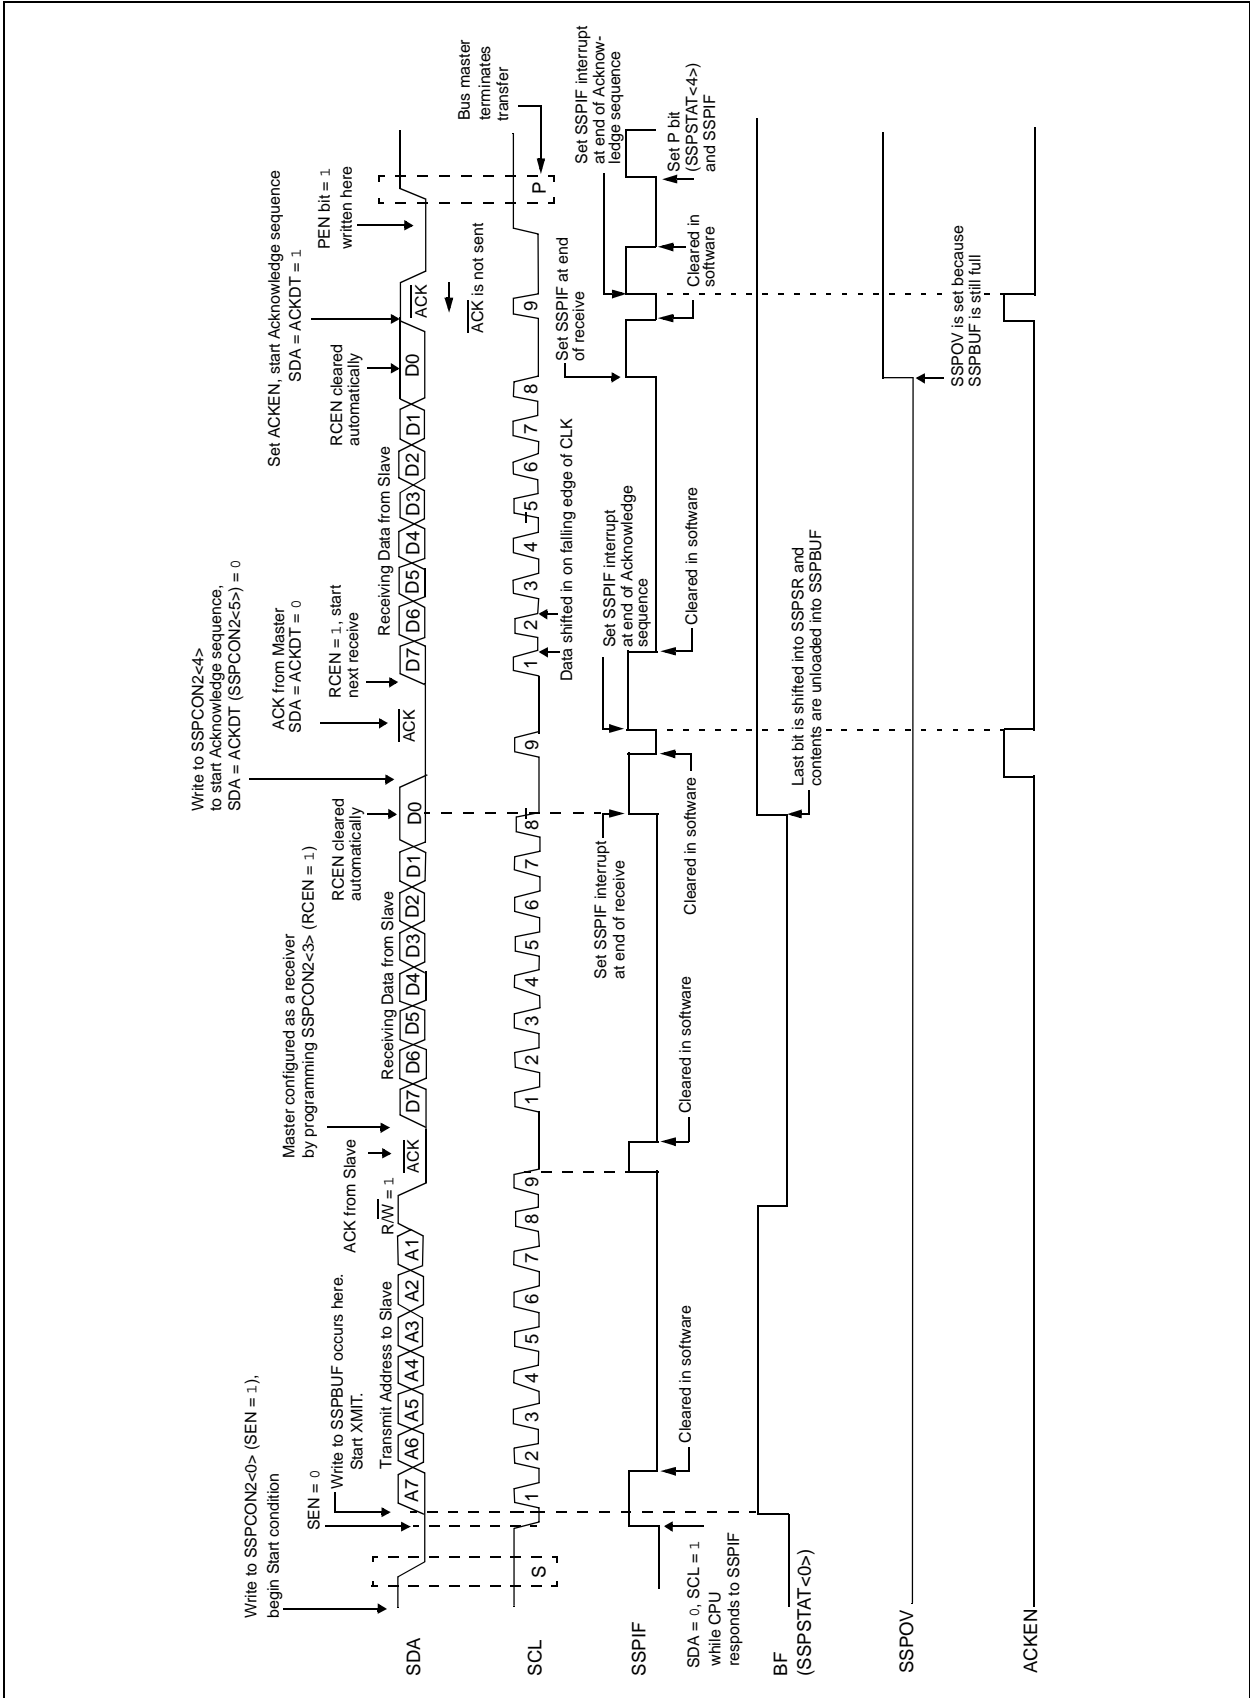 Write to SSPCON2<0> (SEN = 1),
begin Start condition
SEN = 0
Write to SSPBUF occurs here.
Start XMIT.
Transmit Address to Slave
ACK from Slave
R/W = 1
Master configured as a receiver
by programming SSPCON2<3> (RCEN = 1)
Receiving Data from Slave
RCEN cleared
automatically
Write to SSPCON2<4>
to start Acknowledge sequence,
SDA = ACKDT (SSPCON2<5>) = 0
ACK from Master
SDA = ACKDT = 0
RCEN = 1, start
next receive
Receiving Data from Slave
RCEN cleared
automatically
Set ACKEN, start Acknowledge sequence
SDA = ACKDT = 1
PEN bit = 1
written here
SDA
A7 A6 A5 A4 A3 A2 A1
ACK
D7 D6 D5 D4 D3 D2 D1 D0
ACK
D7 D6 D5 D4 D3 D2 D1 D0
ACK
ACK is not sent
Bus master
terminates
transfer
SCL
S
1 2 3 4 5 6 7 8 9
1 2 3 4 5 6 7 8 9
1 2 3 4 5 6 7 8 9
P
Data shifted in on falling edge of CLK
SSPIF
SDA = 0, SCL = 1
while CPU
responds to SSPIF
Cleared in software
Cleared in software
Set SSPIF interrupt
at end of receive
Cleared in software
Set SSPIF interrupt
at end of Acknowledge
sequence
Cleared in software
Set SSPIF at end
of receive
Cleared in
software
Set SSPIF interrupt
at end of Acknow-
ledge sequence
Set P bit
(SSPSTAT<4>)
and SSPIF
BF
(SSPSTAT<0>)
Last bit is shifted into SSPSR and
contents are unloaded into SSPBUF
SSPOV
SSPOV is set because
SSPBUF is still full
ACKEN